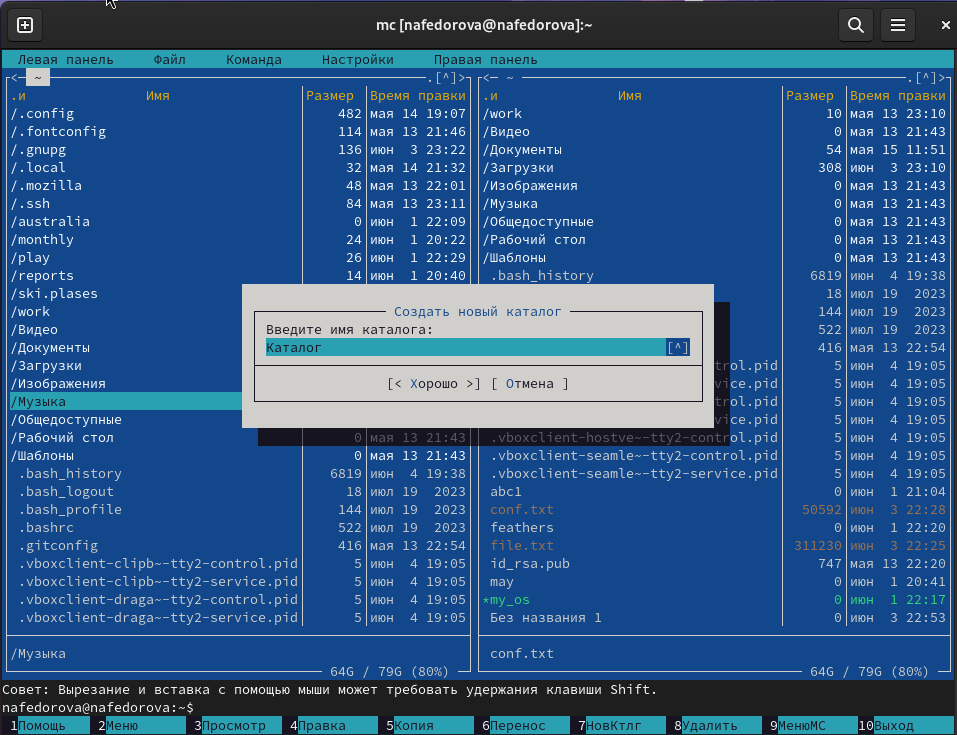 mc [nafedorova@nafedorova]:~
Левая панель Файл Команда Настройки Правая панель
<─ ~ .[^]> <─ ~ .[^]>
.и Имя Размер Время правки .и Имя Размер Время правки
/.config 482 мая 14 19:07 /work 10 мая 13 23:10
/.fontconfig 114 мая 13 21:46 /Видео 0 мая 13 21:43
/.gnupg 136 июн 3 23:22 /Документы 54 мая 15 11:51
/.local 32 мая 14 21:32 /Загрузки 308 июн 3 23:10
/.mozilla 48 мая 13 22:01 /Изображения 0 мая 13 21:43
/.ssh 84 мая 13 23:11 /Музыка 0 мая 13 21:43
/australia 0 июн 1 22:09 /Общедоступные 0 мая 13 21:43
/monthly 24 июн 1 20:22 /Рабочий стол 0 мая 13 21:43
/play 26 июн 1 22:29 /Шаблоны 0 мая 13 21:43
/reports 14 июн 1 20:40 .bash_history 6819 июн 4 19:38
/ski.plases 18 июл 19 2023
/work Создать новый каталог 144 июл 19 2023
/Видео Введите имя каталога: 522 июл 19 2023
/Документы Каталог [^] 416 мая 13 22:54
/Загрузки rol.pid 5 июн 4 19:05
/Изображения [< Хорошо >] [ Отмена ] vice.pid 5 июн 4 19:05
/Музыка trol.pid 5 июн 4 19:05
/Общедоступные vice.pid 5 июн 4 19:05
/Рабочий стол 0 мая 13 21:43 .vboxclient-hostve~-tty2-control.pid 5 июн 4 19:05
/Шаблоны 0 мая 13 21:43 .vboxclient-seamle~-tty2-control.pid 5 июн 4 19:05
.bash_history 6819 июн 4 19:38 .vboxclient-seamle~-tty2-service.pid 5 июн 4 19:05
.bash_logout 18 июл 19 2023 abc1 0 июн 1 21:04
.bash_profile 144 июл 19 2023 conf.txt 50592 июн 3 22:28
.bashrc 522 июл 19 2023 feathers 0 июн 1 22:20
.gitconfig 416 мая 13 22:54 file.txt 311230 июн 3 22:25
.vboxclient-clipb~-tty2-control.pid 5 июн 4 19:05 id_rsa.pub 747 мая 13 22:20
.vboxclient-clipb~-tty2-service.pid 5 июн 4 19:05 may 0 июн 1 20:41
.vboxclient-draga~-tty2-control.pid 5 июн 4 19:05 *my_os 0 июн 1 22:17
.vboxclient-draga~-tty2-service.pid 5 июн 4 19:05 Без названия 1 0 июн 3 22:53
/Музыка conf.txt
64G / 79G (80%) 64G / 79G (80%)
Совет: Вырезание и вставка с помощью мыши может требовать удержания клавиши Shift.
nafedorova@nafedorova:~$
1Помощь 2Меню 3Просмотр 4Правка 5Копия 6Перенос 7НовКтлг 8Удалить 9МенюМС 10Выход